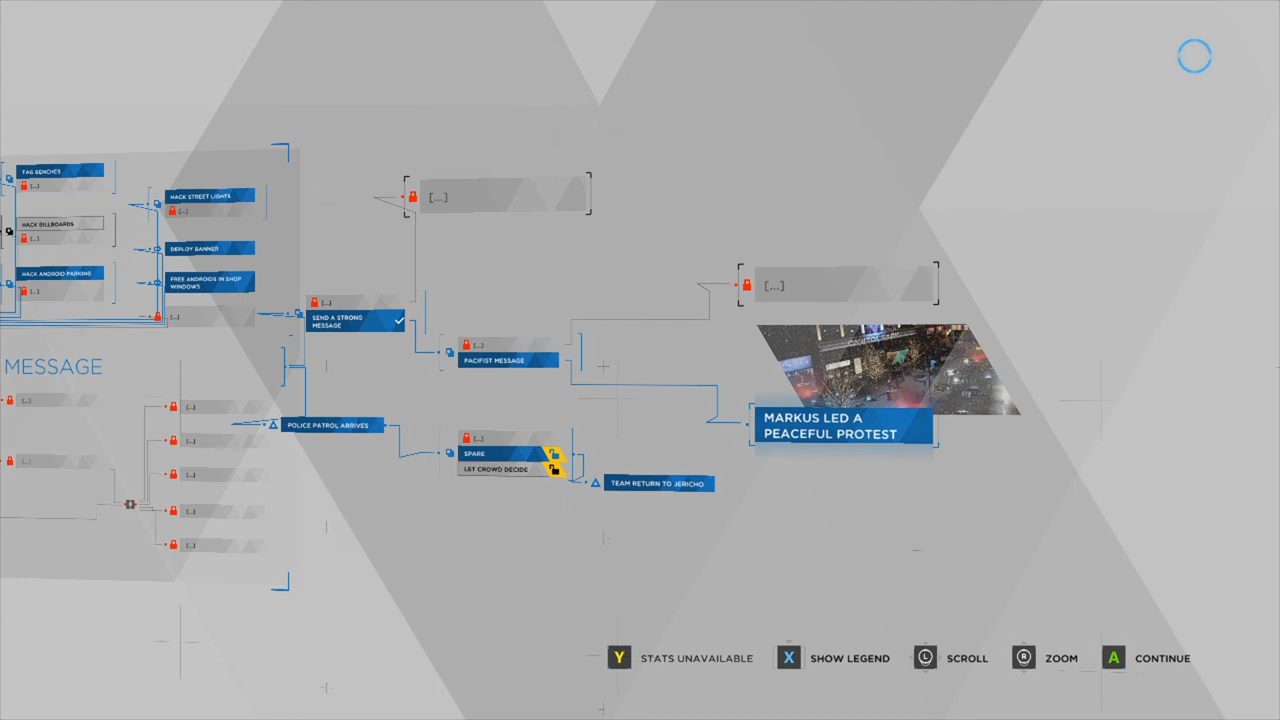 TAG BENCHES
[...]
HACK BILLBOARDS
[...]
HACK ANDROID PARKING
[...]
HACK STREET LIGHTS
[...]
DEPLOY BANNER
FREE ANDROIDS IN SHOP
WINDOWS
[...]
[...]
[...]
SEND A STRONG
MESSAGE
[...]
PACIFIST MESSAGE
[...]
MARKUS LED A
PEACEFUL PROTEST
MESSAGE
[...]
[...]
[...]
[...]
[...]
[...]
[...]
POLICE PATROL ARRIVES
[...]
SPARE
LET CROWD DECIDE
TEAM RETURN TO JERICHO
Y STATS UNAVAILABLE
X SHOW LEGEND
L SCROLL
R ZOOM
A CONTINUE